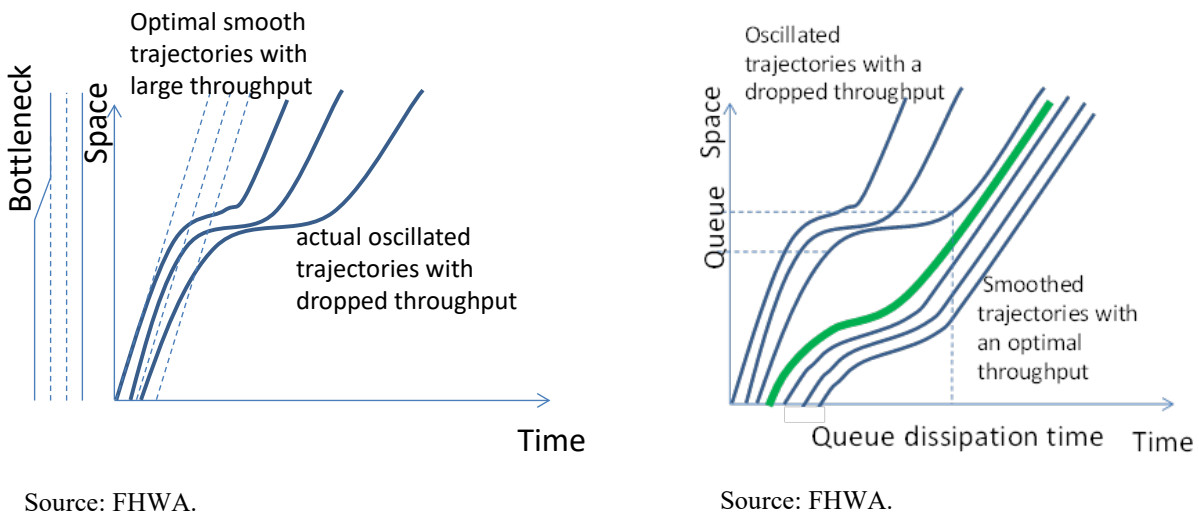 Optimal smooth
trajectories with
large throughput
Bottleneck
Space
actual oscillated
trajectories with
dropped throughput
Time
Source: FHWA.
Oscillated
trajectories with a
dropped throughput
Space
Queue
Smoothed
trajectories with
an optimal
throughput
Queue dissipation time
Time
Source: FHWA.